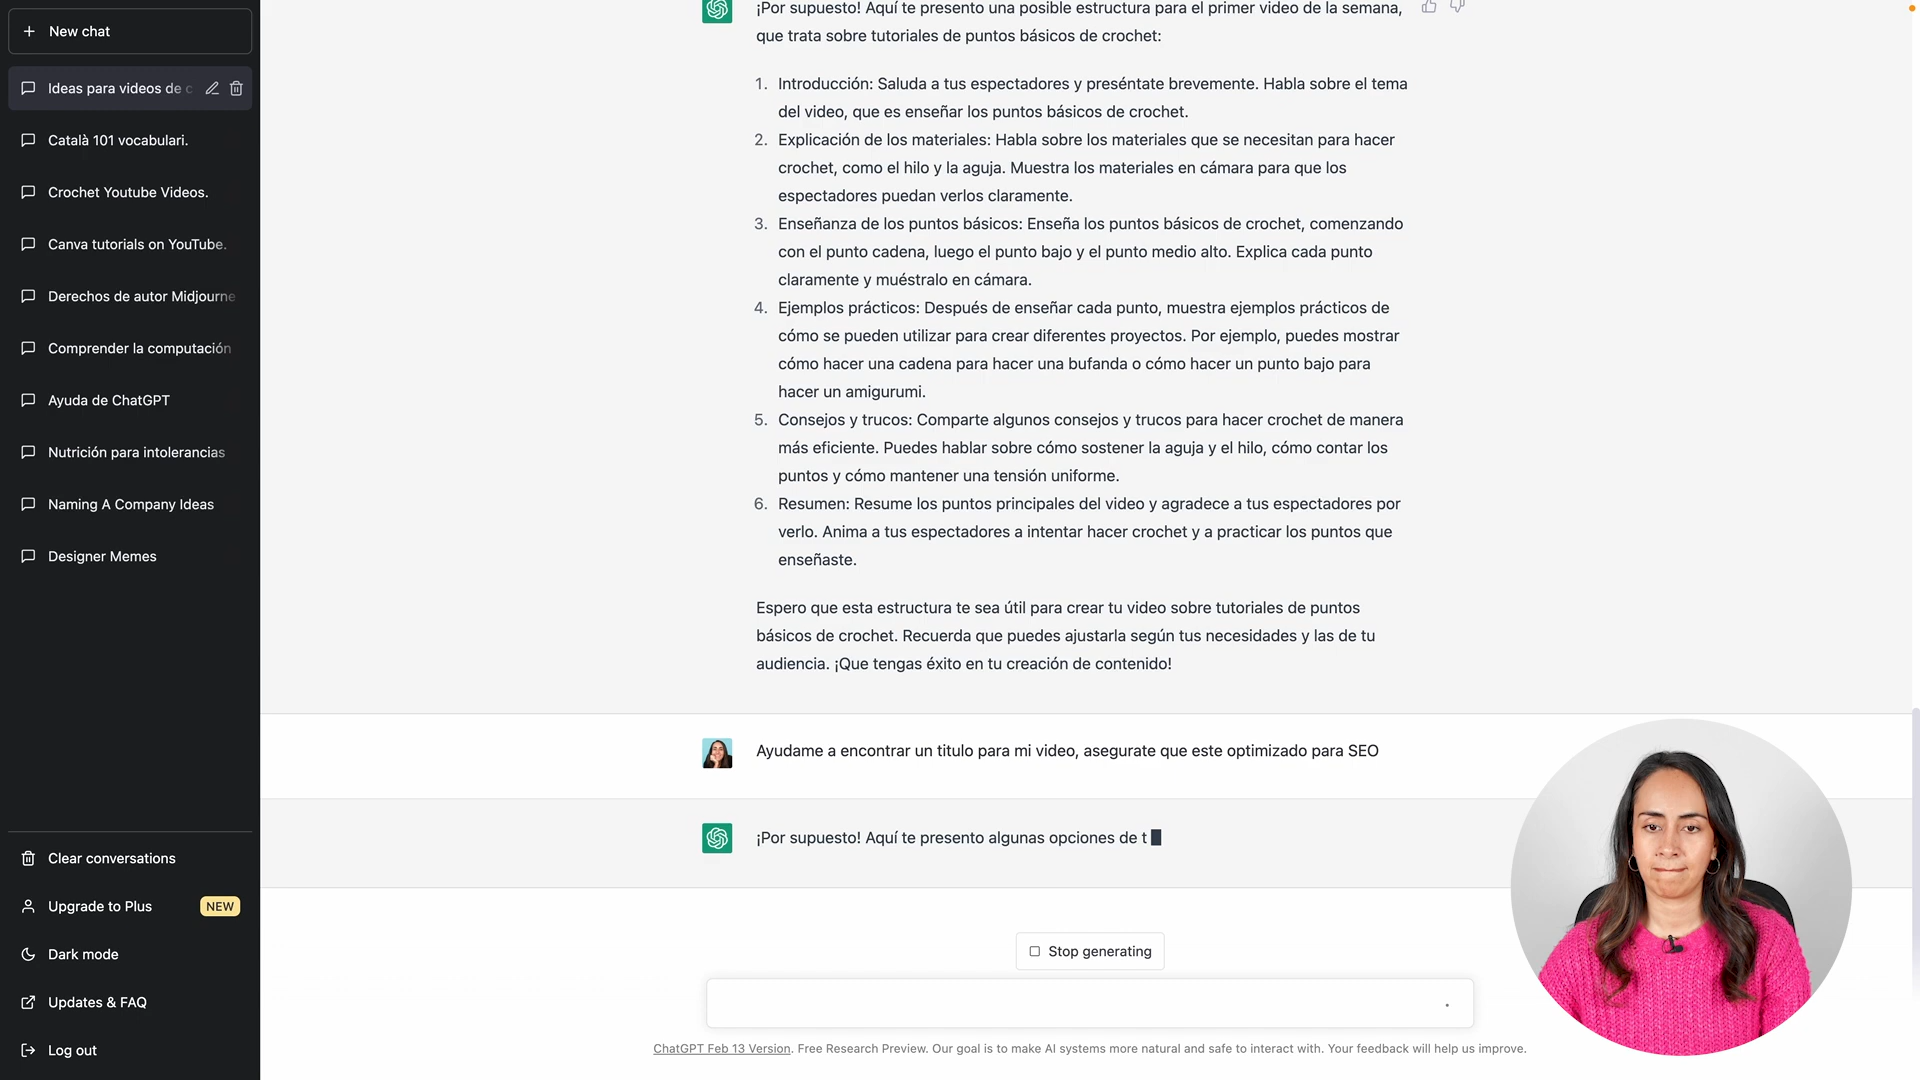 New chat
Ideas para videos de c
Català 101 vocabulari.
Crochet Youtube Videos.
Canva tutorials on YouTube.
Derechos de autor Midjourne
Comprender la computación
Ayuda de ChatGPT
Nutrición para intolerancias
Naming A Company Ideas
Designer Memes
Clear conversations
Upgrade to Plus NEW
Dark mode
Updates & FAQ
Log out
¡Por supuesto! Aquí te presento una posible estructura para el primer video de la semana,
que trata sobre tutoriales de puntos básicos de crochet:
1. Introducción: Saluda a tus espectadores y preséntate brevemente. Habla sobre el tema
del video, que es enseñar los puntos básicos de crochet.
2. Explicación de los materiales: Habla sobre los materiales que se necesitan para hacer
crochet, como el hilo y la aguja. Muestra los materiales en cámara para que los
espectadores puedan verlos claramente.
3. Enseñanza de los puntos básicos: Enseña los puntos básicos de crochet, comenzando
con el punto cadena, luego el punto bajo y el punto medio alto. Explica cada punto
claramente y muéstralo en cámara.
4. Ejemplos prácticos: Después de enseñar cada punto, muestra ejemplos prácticos de
cómo se pueden utilizar para crear diferentes proyectos. Por ejemplo, puedes mostrar
cómo hacer una cadena para hacer una bufanda o cómo hacer un punto bajo para
hacer un amigurumi.
5. Consejos y trucos: Comparte algunos consejos y trucos para hacer crochet de manera
más eficiente. Puedes hablar sobre cómo sostener la aguja y el hilo, cómo contar los
puntos y cómo mantener una tensión uniforme.
6. Resumen: Resume los puntos principales del video y agradece a tus espectadores por
verlo. Anima a tus espectadores a intentar hacer crochet y a practicar los puntos que
enseñaste.
Espero que esta estructura te sea útil para crear tu video sobre tutoriales de puntos
básicos de crochet. Recuerda que puedes ajustarla según tus necesidades y las de tu
audiencia. ¡Que tengas éxito en tu creación de contenido!
Ayudame a encontrar un titulo para mi video, asegurate que este optimizado para SEO
¡Por supuesto! Aquí te presento algunas opciones de t
Stop generating
ChatGPT Feb 13 Version. Free Research Preview. Our goal is to make AI systems more natural and safe to interact with. Your feedback will help us improve.